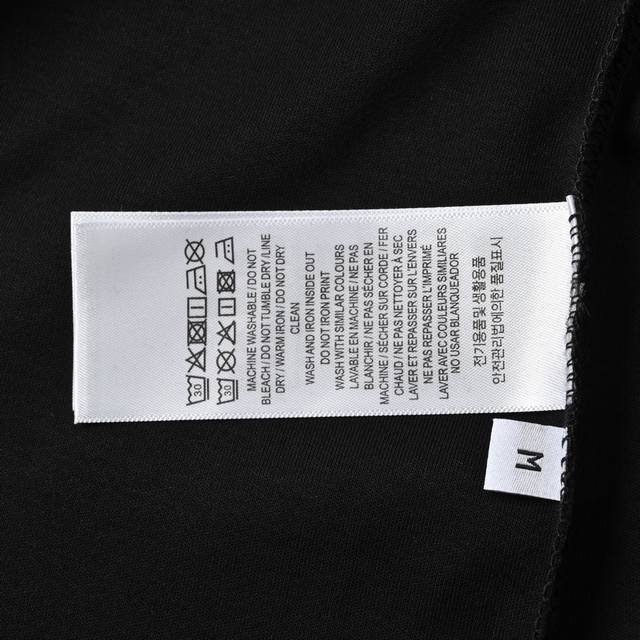 30
30
MACHINE WASHABLE / DO NOT
BLEACH / DO NOT TUMBLE DRY / LINE
DRY / WARM IRON / DO NOT DRY
CLEAN
WASH AND IRON INSIDE OUT
DO NOT IRON PRINT
WASH WITH SIMILAR COLOURS
LAVABLE EN MACHINE / NE PAS
BLANCHIR / NE PAS SÉCHER EN
MACHINE / SÉCHER SUR CORDE / FER
CHAUD / NE PAS NETTOYER À SEC
LAVER ET REPASSER SUR L'ENVERS
NE PAS REPASSER L'IMPRIMÉ
LAVER AVEC COULEURS SIMILAIRES
NO USAR BLANQUEADOR
전기용품및 생활용품
안전관리법에의한 품질표시
M